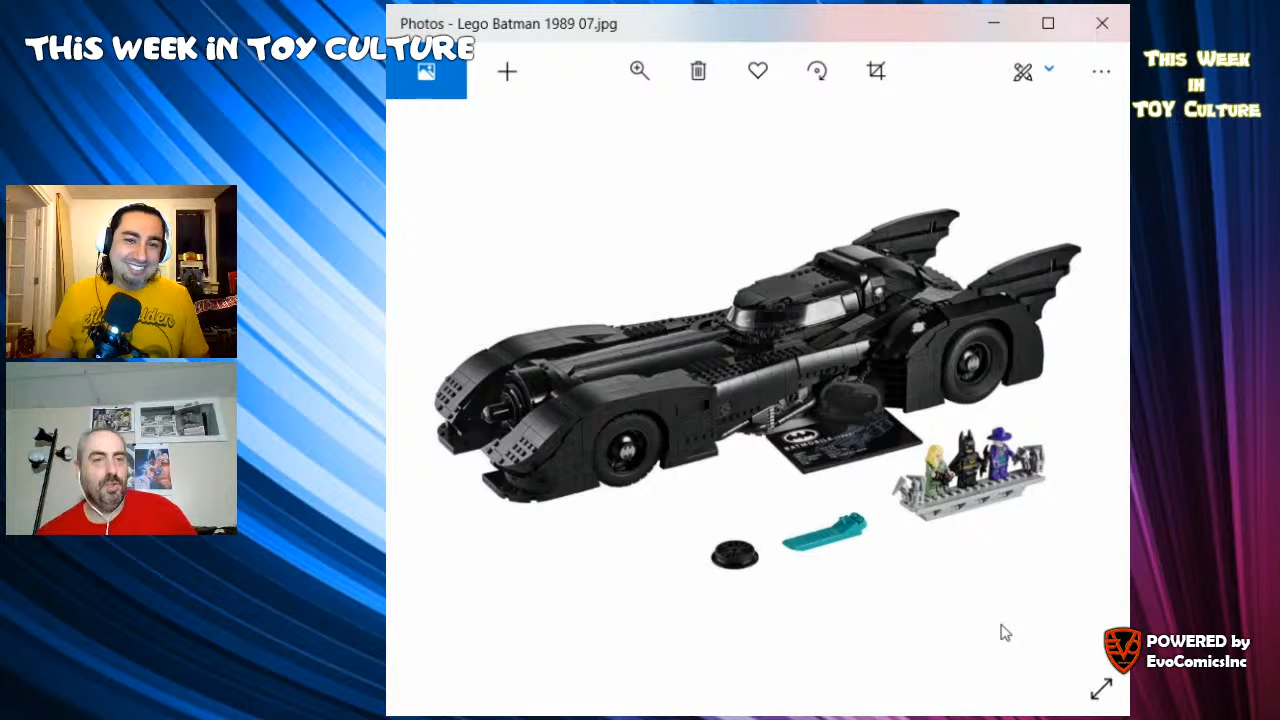 Photos - Lego Batman 1989 07.jpg
THiS WEEK iN TOY CULTURE
This Week
in
TOY Culture
BATMOBILE
POWERED by
EvoComicsInc